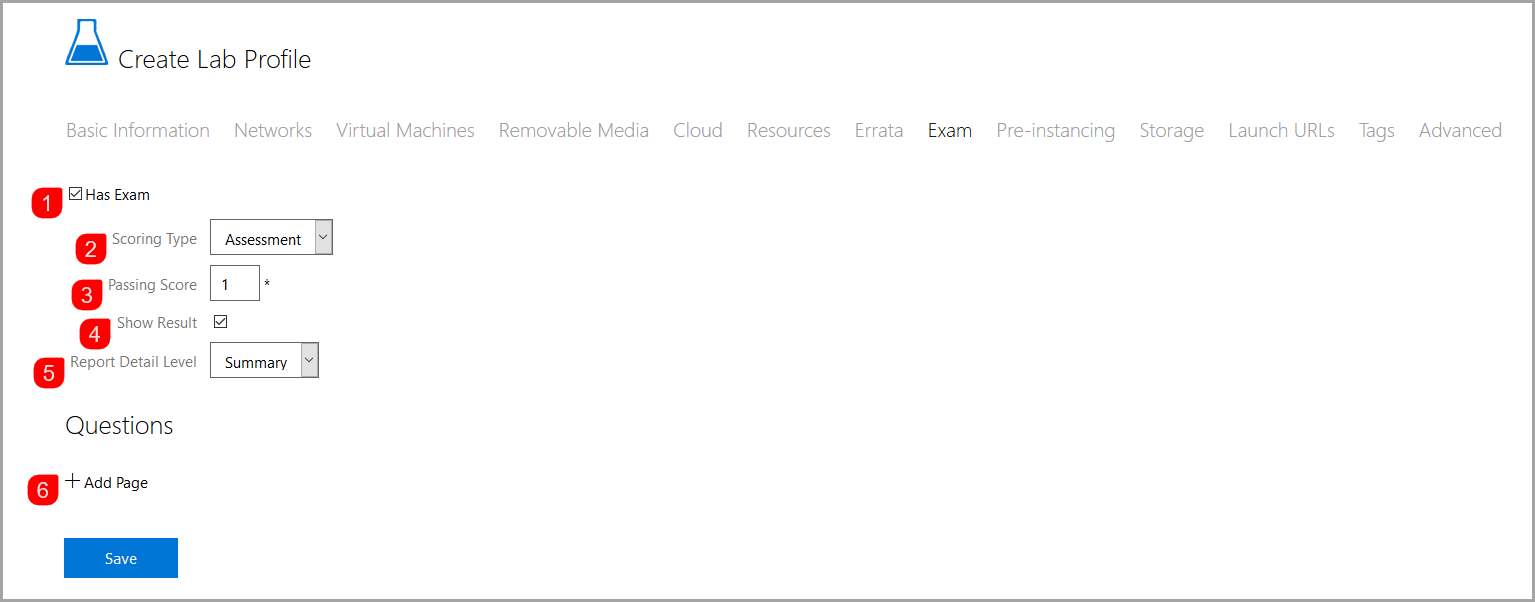 Create Lab Profile
Basic Information Networks Virtual Machines Removable Media Cloud Resources Errata Exam Pre-instancing Storage Launch URLs Tags Advanced
1 Has Exam
2 Scoring Type Assessment
3 Passing Score 1 *
4 Show Result
5 Report Detail Level Summary
Questions
6 + Add Page
Save